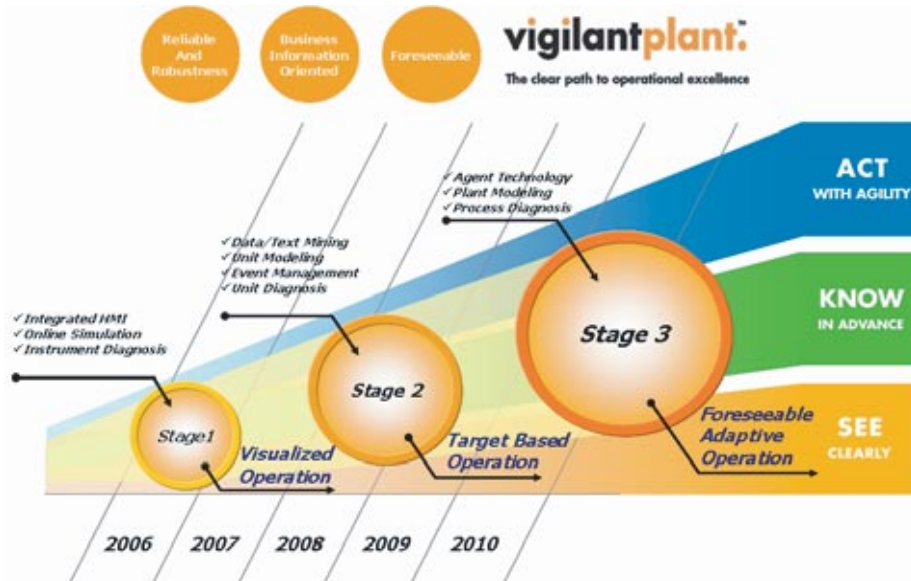 Reliable
And
Robustness
Business
Information
Oriented
Foreseeable
vigilantplant.™
The clear path to operational excellence
ACT
WITH AGILITY
✓Agent Technology
✓Plant Modeling
✓Process Diagnosis
✓Data/Text Mining
✓Unit Modeling
✓Event Management
✓Unit Diagnosis
KNOW
IN ADVANCE
✓Integrated HMI
✓Online Simulation
✓Instrument Diagnosis
Stage 3
Stage 2
Stage1
SEE
CLEARLY
Visualized
Operation
Target Based
Operation
Foreseeable
Adaptive
Operation
2006 2007 2008 2009 2010